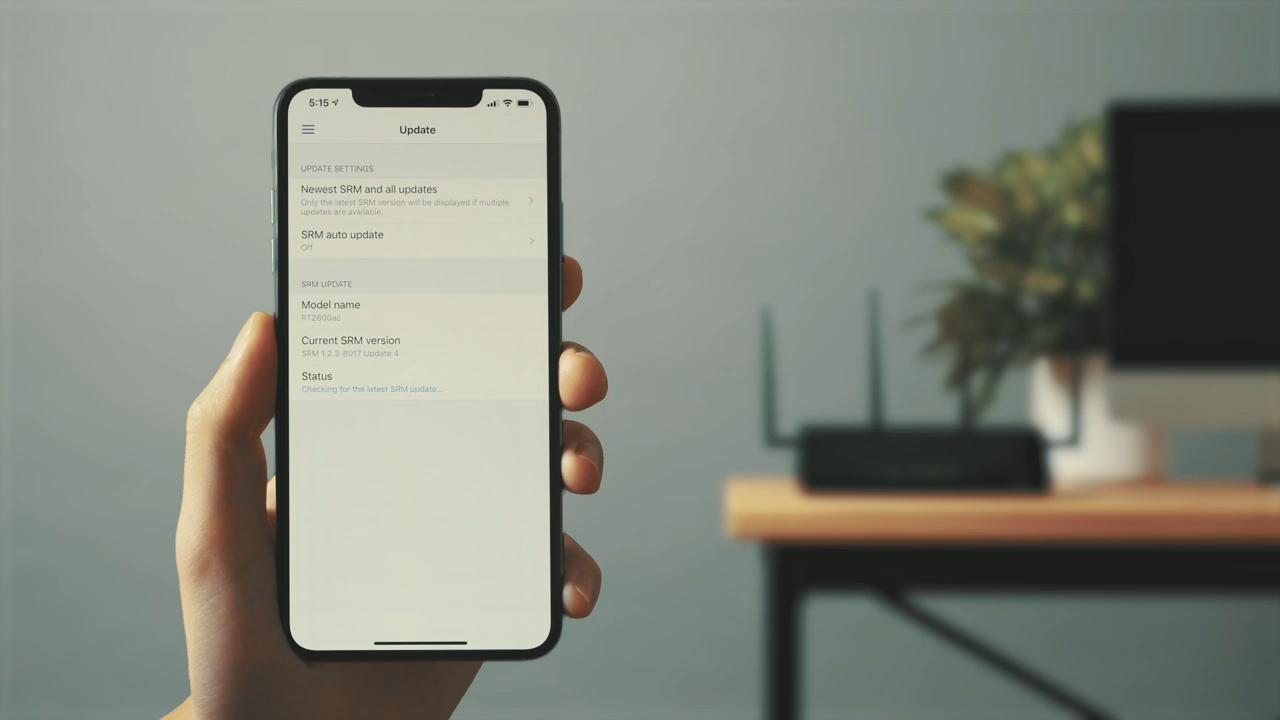 5:15
Update
UPDATE SETTINGS
Newest SRM and all updates
Only the latest SRM version will be displayed if multiple
updates are available.
SRM auto update
Off
SRM UPDATE
Model name
RT2600ac
Current SRM version
SRM 1.2.3-8017 Update 4
Status
Checking for the latest SRM update...